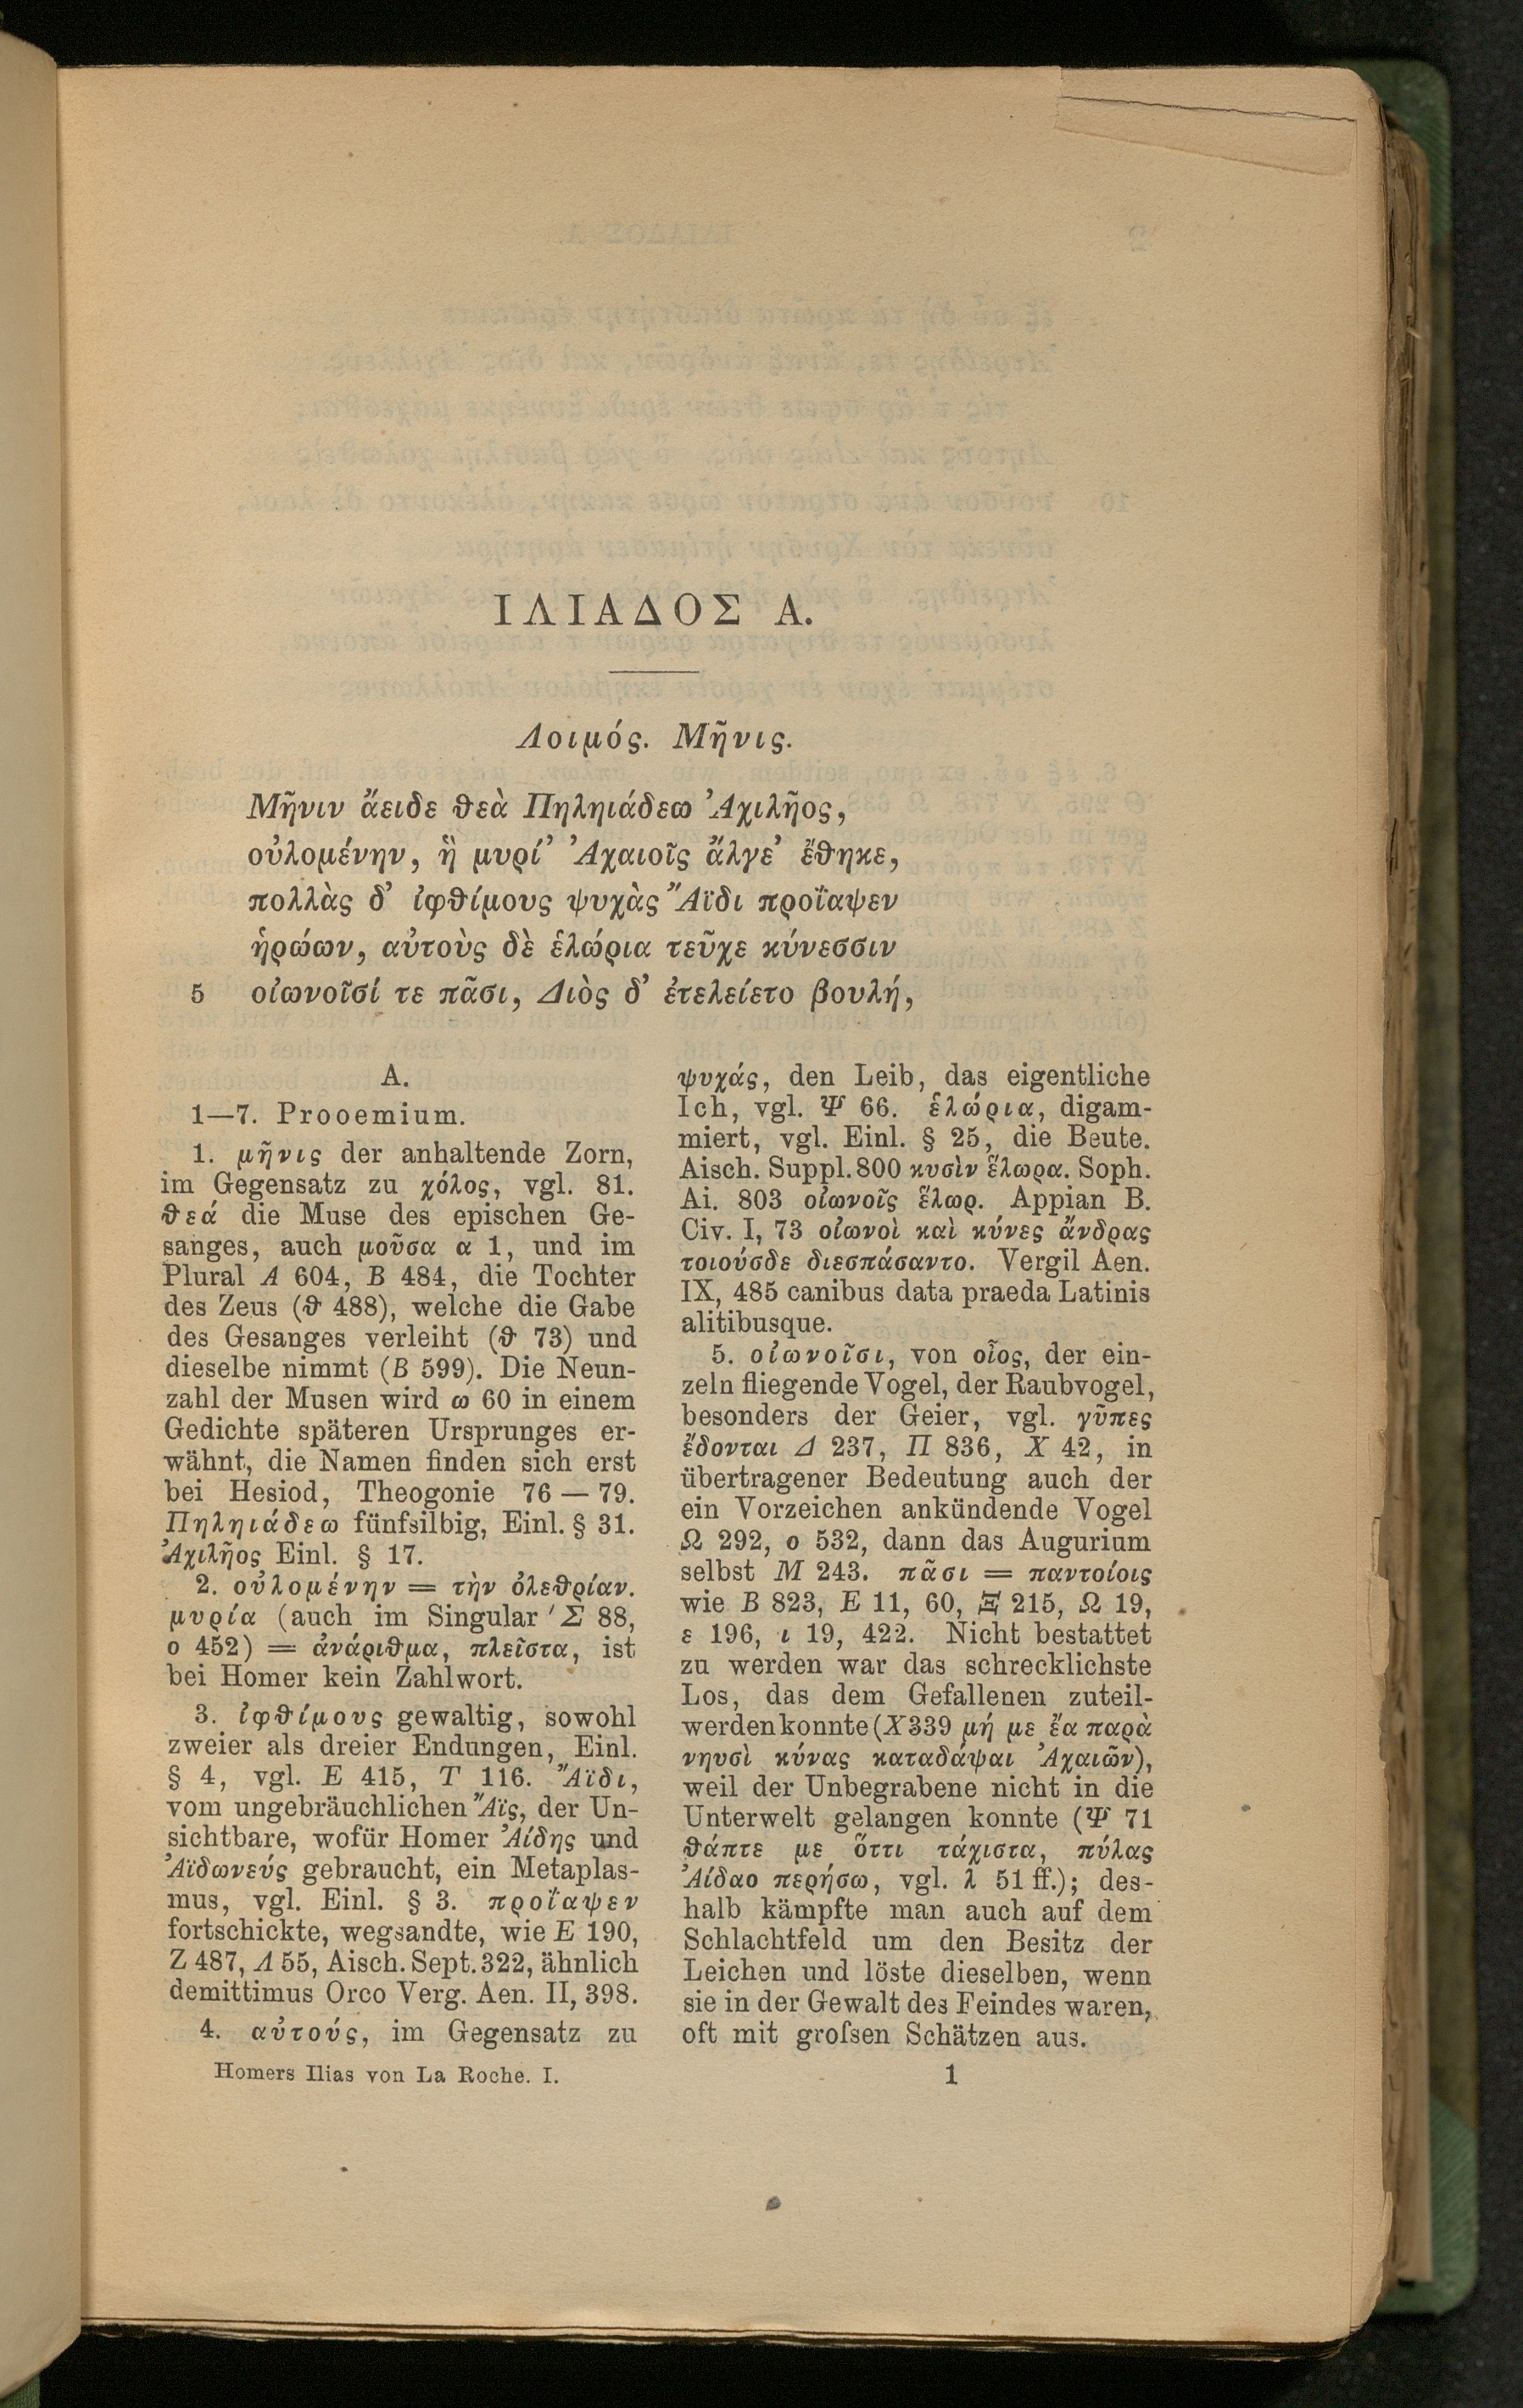 ΙΛΙΑΔΟΣ Α.
Λοιμός. Μῆνις.
Μῆνιν ἄειδε θεὰ Πηληιάδεω Ἀχιλῆος,
οὐλομένην, ἣ μυρί’ Ἀχαιοῖς ἄλγε’ ἔθηκε,
πολλὰς δ’ ἰφθίμους ψυχὰς Ἄϊδι προΐαψεν
ἡρώων, αὐτοὺς δὲ ἑλώρια τεῦχε κύνεσσιν
5 οἰωνοῖσί τε πᾶσι, Διὸς δ’ ἐτελείετο βουλή,
A.
1—7. Prooemium.
1. μῆνις der anhaltende Zorn,
im Gegensatz zu χόλος, vgl. 81.
θεά die Muse des epischen Ge-
sanges, auch μοῦσα α 1, und im
Plural Λ 604, B 484, die Tochter
des Zeus (θ 488), welche die Gabe
des Gesanges verleiht (θ 73) und
dieselbe nimmt (B 599). Die Neun-
zahl der Musen wird ω 60 in einem
Gedichte späteren Ursprunges er-
wähnt, die Namen finden sich erst
bei Hesiod, Theogonie 76 — 79.
Πηληιάδεω fünfsilbig, Einl. § 31.
Ἀχιλῆος Einl. § 17.
2. οὐλομένην = τὴν ὀλεθρίαν.
μυρία (auch im Singular Σ 88,
ο 452) = ἀνάριθμα, πλεῖστα, ist
bei Homer kein Zahlwort.
3. ἰφθίμους gewaltig, sowohl
zweier als dreier Endungen, Einl.
§ 4, vgl. E 415, T 116. Ἄϊδι,
vom ungebräuchlichen Ἄϊς, der Un-
sichtbare, wofür Homer Ἀίδης und
Ἀϊδωνεύς gebraucht, ein Metaplas-
mus, vgl. Einl. § 3. προΐαψεν
fortschickte, wegsandte, wie E 190,
Z 487, Λ 55, Aisch. Sept. 322, ähnlich
demittimus Orco Verg. Aen. II, 398.
4. αὐτούς, im Gegensatz zu
ψυχάς, den Leib, das eigentliche
Ich, vgl. Ψ 66. ἑλώρια, digam-
miert, vgl. Einl. § 25, die Beute.
Aisch. Suppl. 800 κυσὶν ἕλωρα. Soph.
Ai. 803 οἰωνοῖς ἕλωρ. Appian B.
Civ. I, 73 οἰωνοὶ καὶ κύνες ἄνδρας
τοιούσδε διεσπάσαντο. Vergil Aen.
IX, 485 canibus data praeda Latinis
alitibusque.
5. οἰωνοῖσι, von οἶος, der ein-
zeln fliegende Vogel, der Raubvogel,
besonders der Geier, vgl. γῦπες
ἔδονται Δ 237, Π 836, X 42, in
übertragener Bedeutung auch der
ein Vorzeichen ankündende Vogel
Ω 292, ο 532, dann das Augurium
selbst M 243. πᾶσι = παντοίοις
wie B 823, E 11, 60, Ξ 215, Ω 19,
ε 196, ι 19, 422. Nicht bestattet
zu werden war das schrecklichste
Los, das dem Gefallenen zuteil-
werden konnte (X 339 μή με ἔα παρὰ
νηυσὶ κύνας καταδάψαι Ἀχαιῶν),
weil der Unbegrabene nicht in die
Unterwelt gelangen konnte (Ψ 71
θάπτε με ὅττι τάχιστα, πύλας
Ἀίδαο περήσω, vgl. λ 51 ff.); des-
halb kämpfte man auch auf dem
Schlachtfeld um den Besitz der
Leichen und löste dieselben, wenn
sie in der Gewalt des Feindes waren,
oft mit groſsen Schätzen aus.
Homers Ilias von La Roche. I. 1